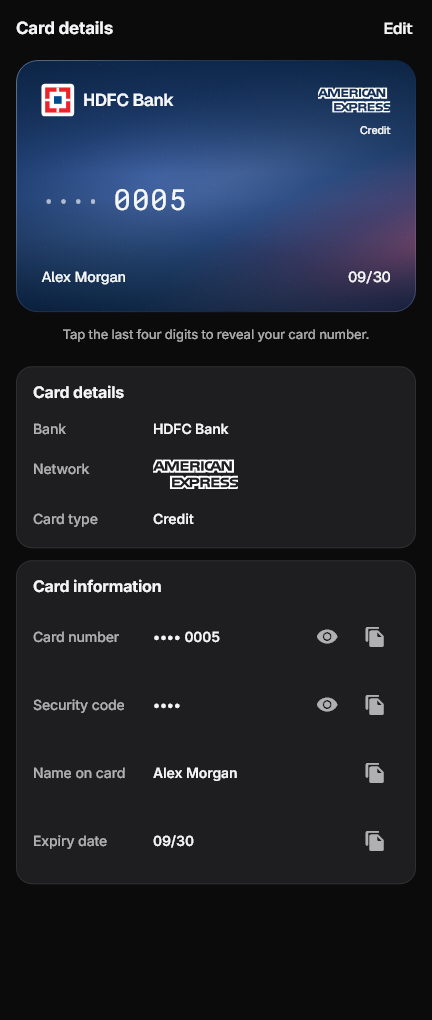 Card details
Edit
HDFC Bank
AMERICAN
EXPRESS
Credit
•••• 0005
Alex Morgan
09/30
Tap the last four digits to reveal your card number.
Card details
Bank HDFC Bank
Network AMERICAN
EXPRESS
Card type Credit
Card information
Card number •••• 0005
Security code ••••
Name on card Alex Morgan
Expiry date 09/30